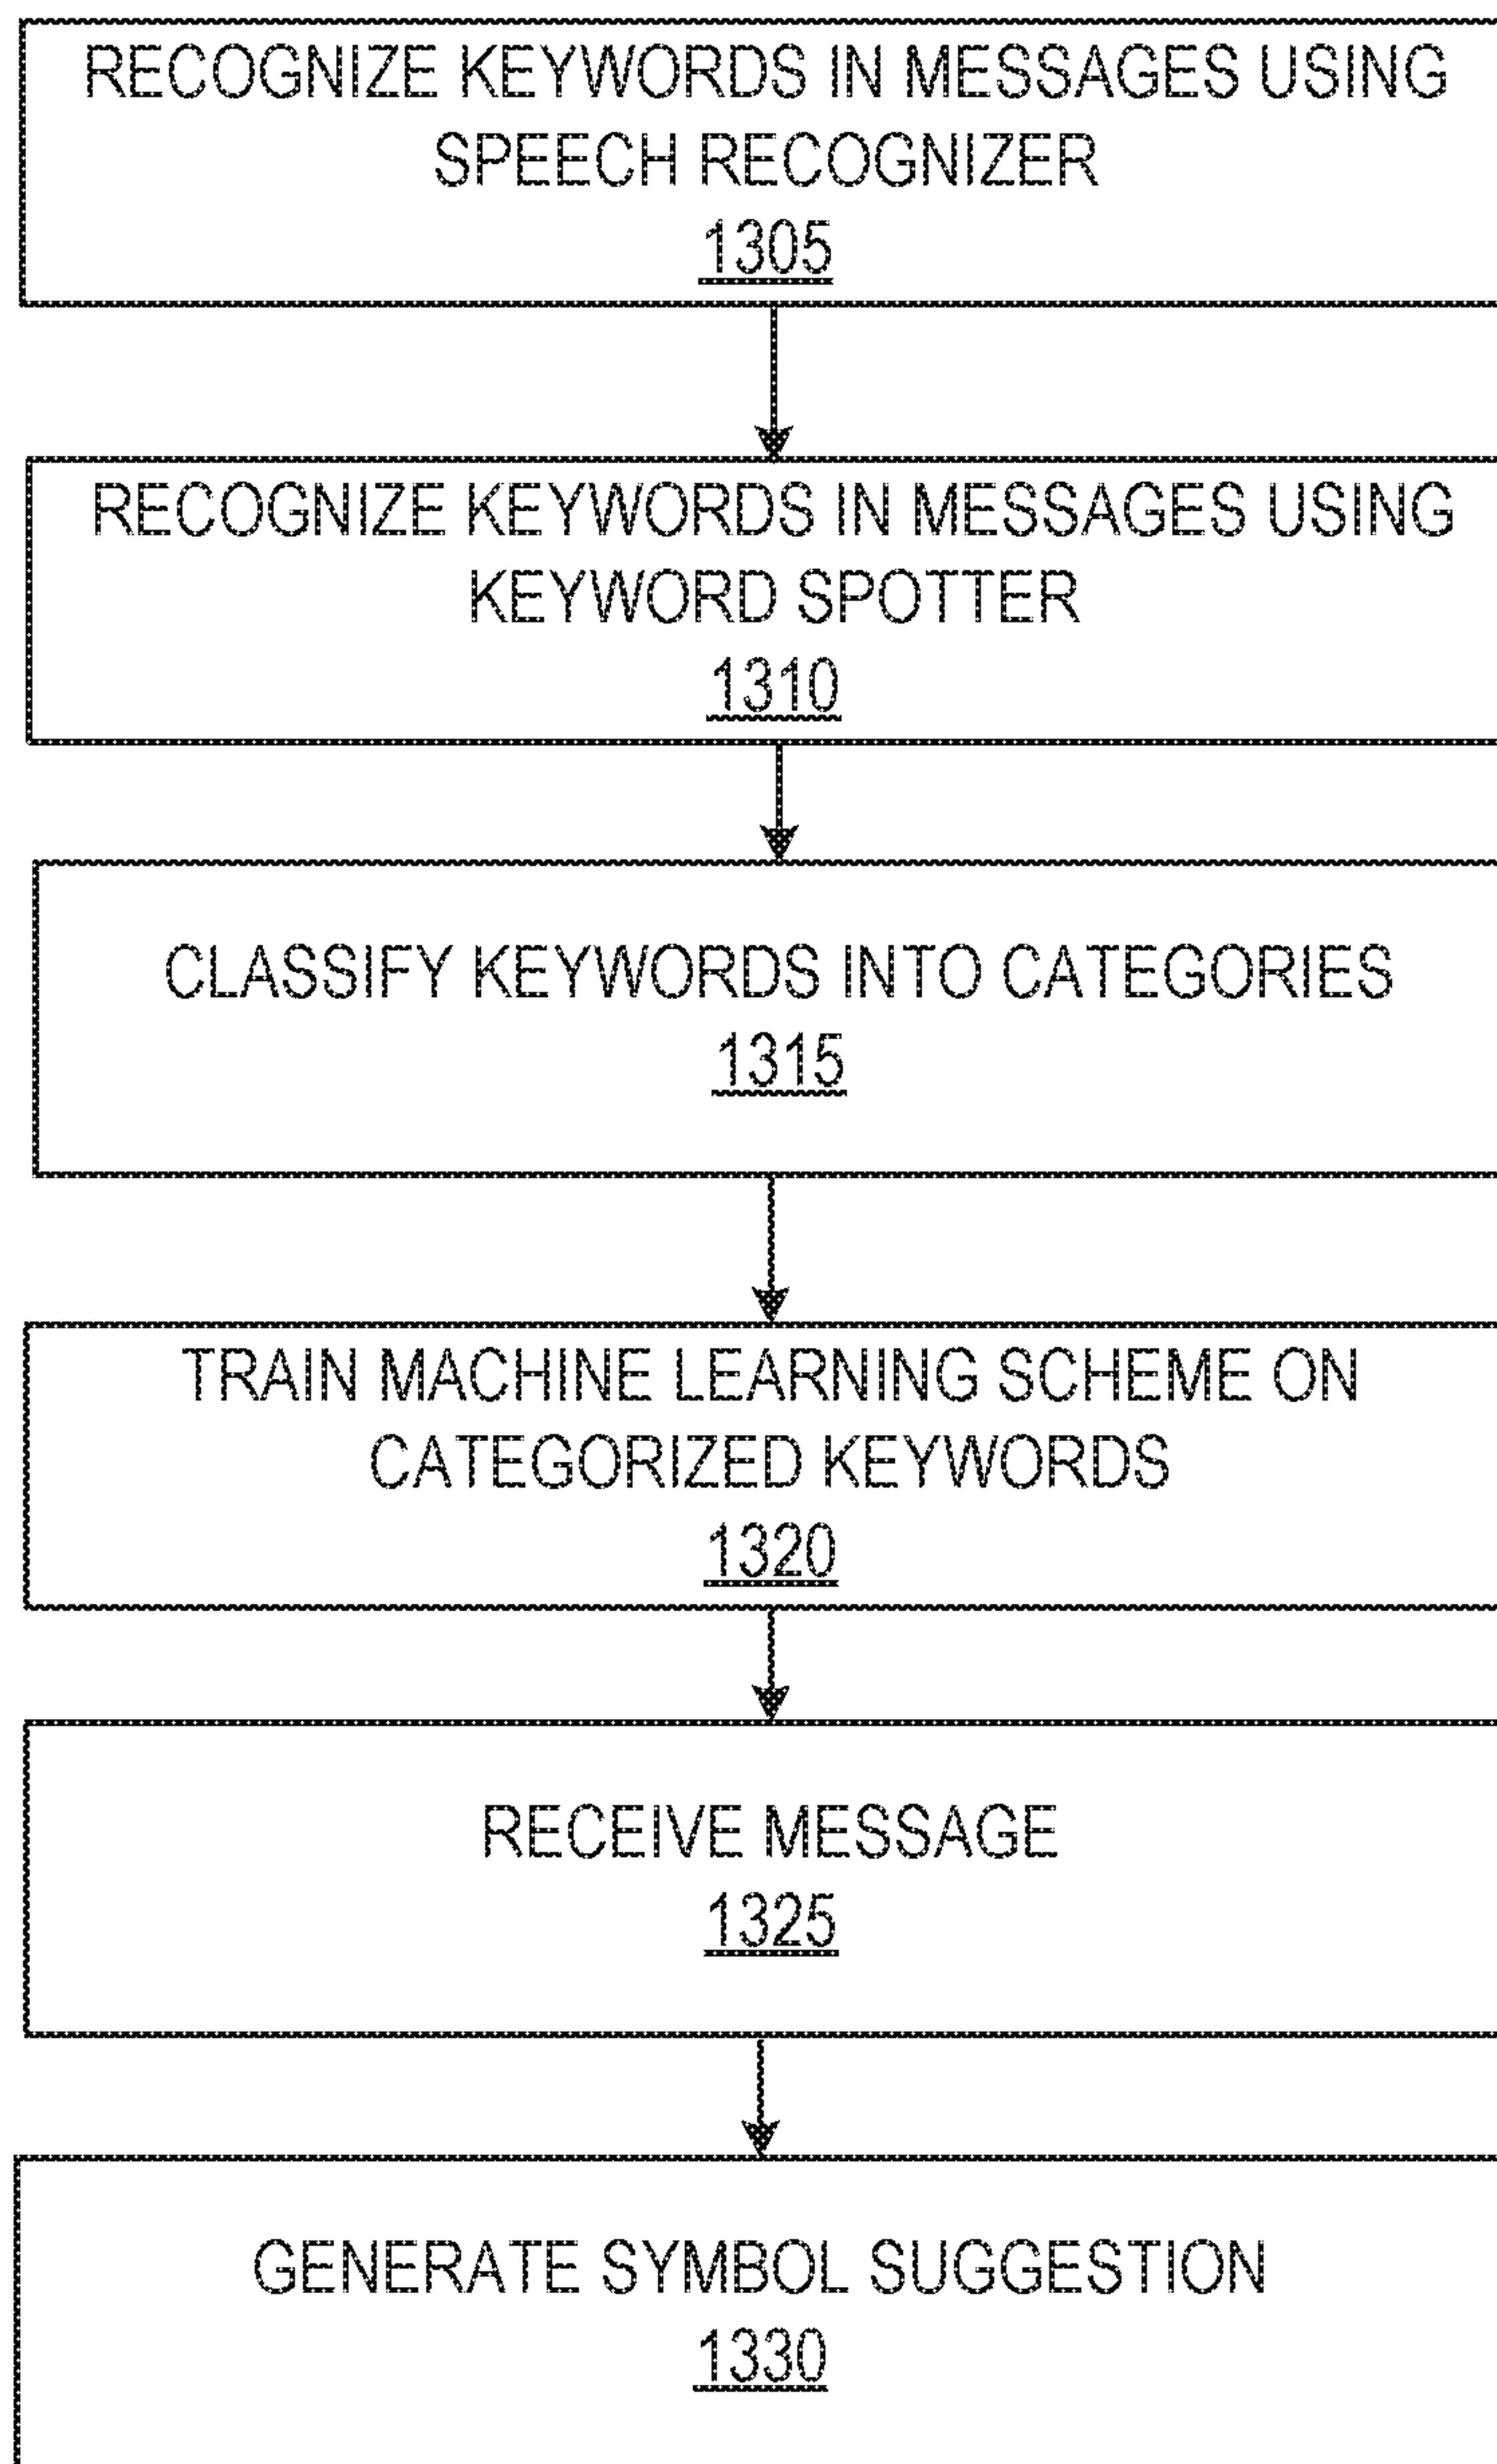 RECOGNIZE KEYWORDS IN MESSAGES USING
SPEECH RECOGNIZER
1305
RECOGNIZE KEYWORDS IN MESSAGES USING
KEYWORD SPOTTER
1310
CLASSIFY KEYWORDS INTO CATEGORIES
1315
TRAIN MACHINE LEARNING SCHEME ON
CATEGORIZED KEYWORDS
1320
RECEIVE MESSAGE
1325
GENERATE SYMBOL SUGGESTION
1330